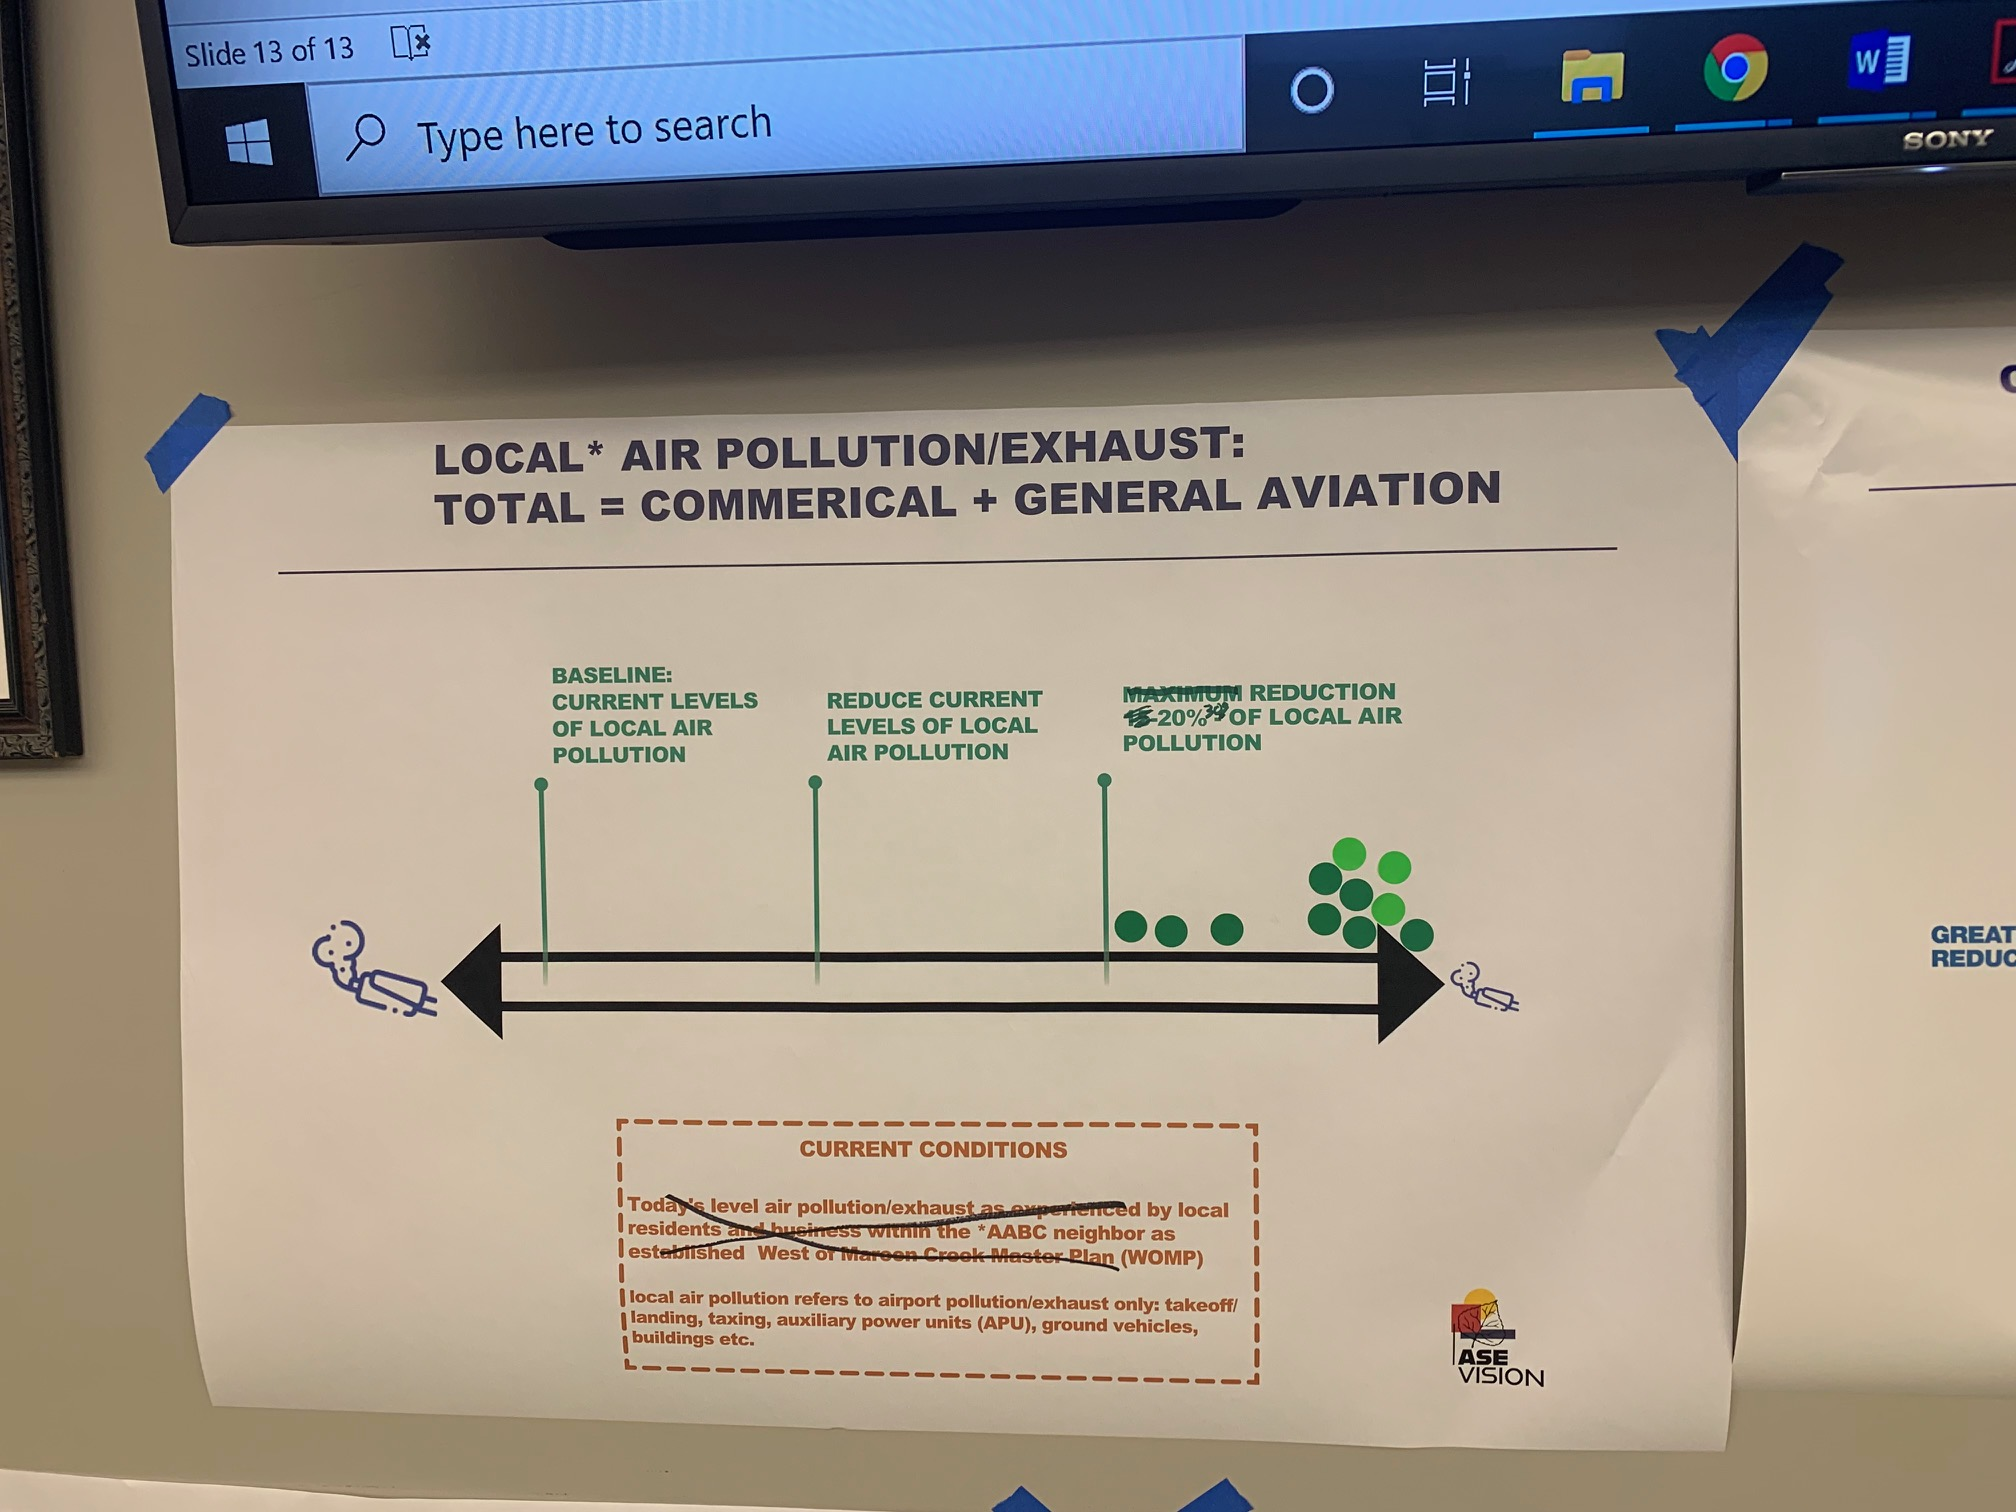 Slide 13 of 13
Type here to search
W
SONY
LOCAL* AIR POLLUTION/EXHAUST:
TOTAL = COMMERICAL + GENERAL AVIATION
BASELINE:
CURRENT LEVELS
OF LOCAL AIR
POLLUTION
REDUCE CURRENT
LEVELS OF LOCAL
AIR POLLUTION
MAXIMUM REDUCTION
-20% OF LOCAL AIR
POLLUTION
GREAT
REDUC
CURRENT CONDITIONS
Today's level air pollution/exhaust as experienced by local
residents and business within the *AABC neighbor as
established West of Maroon Creek Master Plan (WOMP)
local air pollution refers to airport pollution/exhaust only: takeoff/
landing, taxing, auxiliary power units (APU), ground vehicles,
buildings etc.
ASE
VISION